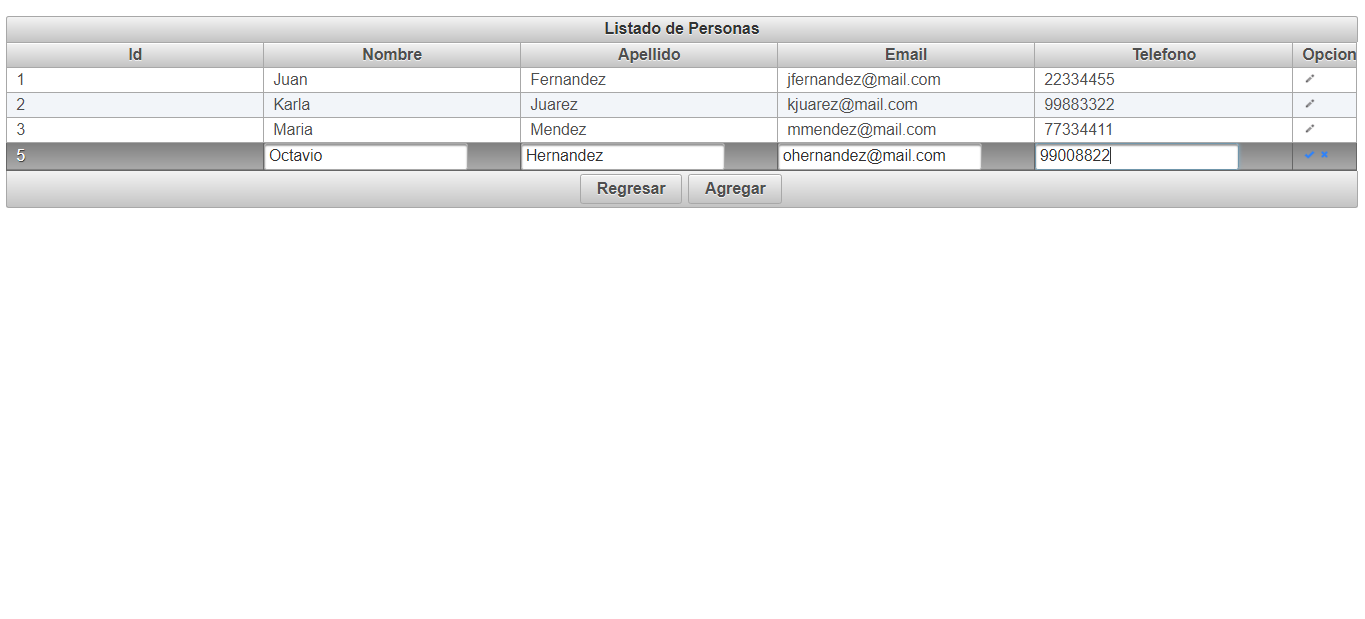 Listado de Personas
Id Nombre Apellido Email Telefono Opcion
1 Juan Fernandez jfernandez@mail.com 22334455
2 Karla Juarez kjuarez@mail.com 99883322
3 Maria Mendez mmendez@mail.com 77334411
5 Octavio Hernandez ohernandez@mail.com 99008822
Regresar Agregar